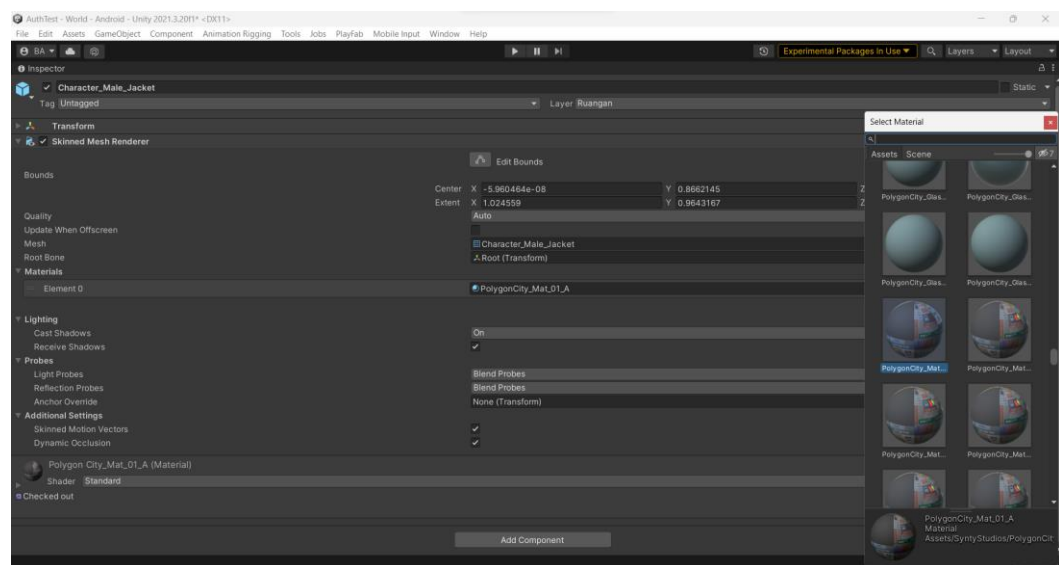 AuthTest - World - Android - Unity 2021.3.20f1* <DX11>
File Edit Assets GameObject Component Animation Rigging Tools Jobs Playfab Mobile Input Window Help
BA Experimental Packages In Use Layers Layout
Inspector
Character_Male_Jacket Static
Tag Untagged Layer Ruangan
Transform
Skinned Mesh Renderer
Edit Bounds
Bounds
Center X -5.960464e-08 Y 0.8662145 Z
Extent X 1.024559 Y 0.9643167 Z
Quality Auto
Update When Offscreen
Mesh Character_Male_Jacket
Root Bone Root (Transform)
Materials
Element 0 PolygonCity_Mat_01_A
Lighting
Cast Shadows On
Receive Shadows
Probes
Light Probes Blend Probes
Reflection Probes Blend Probes
Anchor Override None (Transform)
Additional Settings
Skinned Motion Vectors
Dynamic Occlusion
Polygon City_Mat_01_A (Material)
Shader Standard
Checked out
Add Component
Select Material
Assets Scene 7
PolygonCity_Glas... PolygonCity_Glas...
PolygonCity_Glas... PolygonCity_Glas...
PolygonCity_Mat... PolygonCity_Mat...
PolygonCity_Mat... PolygonCity_Mat...
PolygonCity_Mat_01_A
Material
Assets/SyntyStudios/PolygonCit